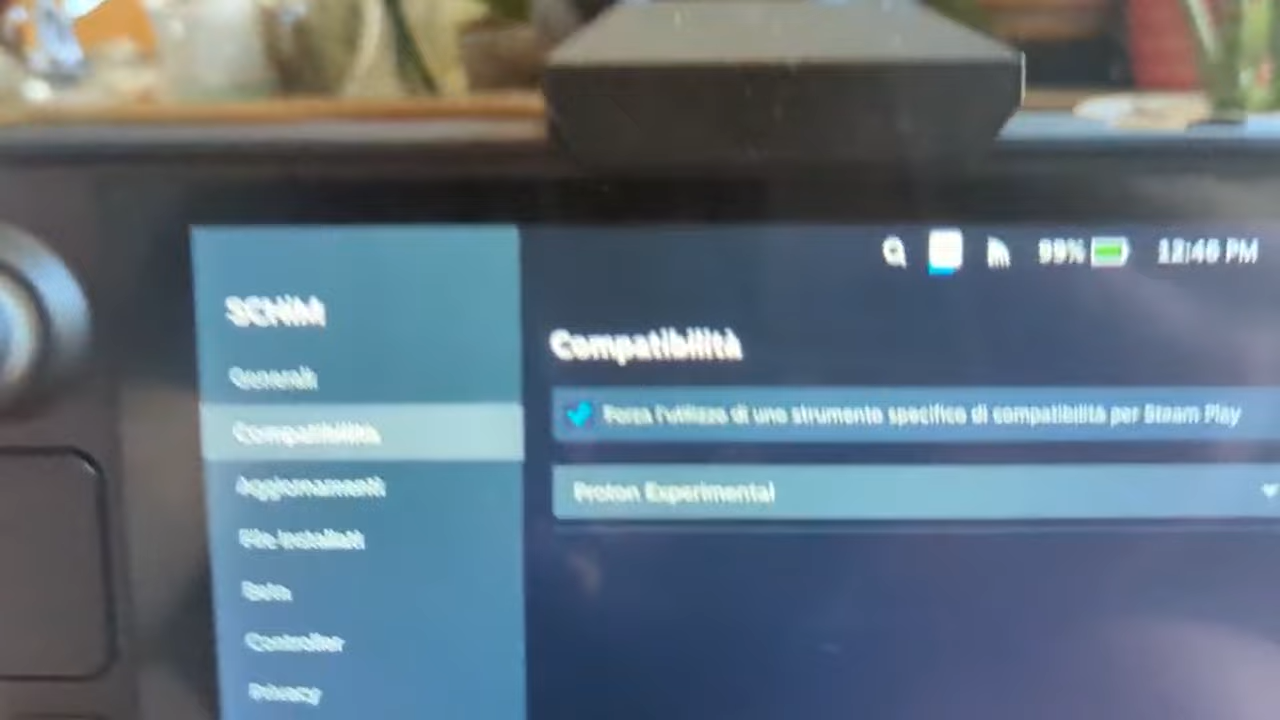 99% 12:46 PM
SCHiM
Generali
Compatibilità
Aggiornamenti
File installati
Beta
Controller
Privacy
Compatibilità
Forza l'utilizzo di uno strumento specifico di compatibilità per Steam Play
Proton Experimental